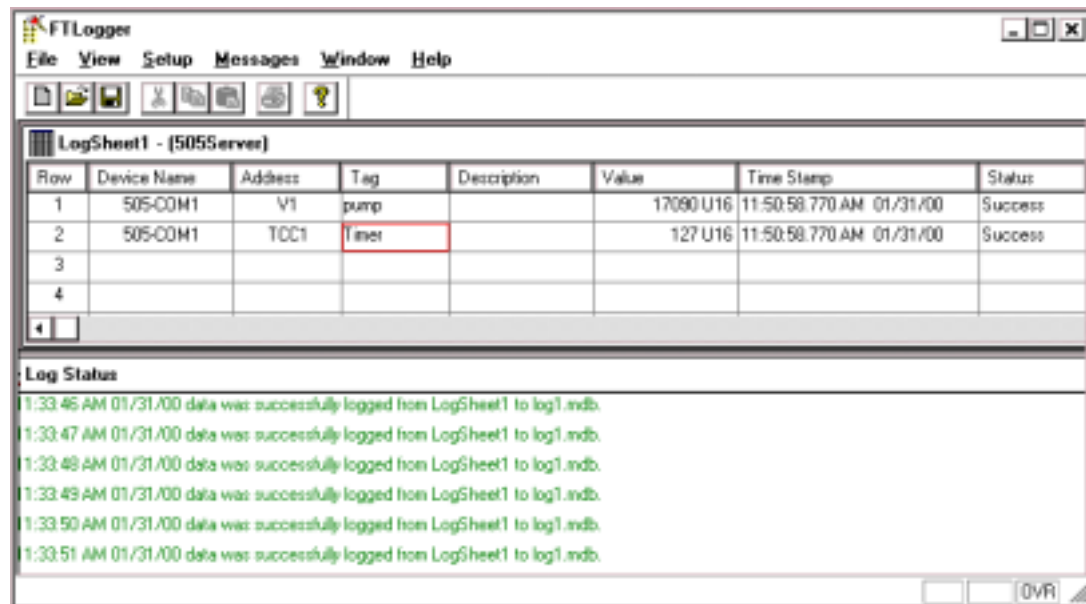 FTLogger
File View Setup Messages Window Help
LogSheet1 - (505Server)
Row Device Name Address Tag Description Value Time Stamp Status
1 505-COM1 V1 pump 17090 U16 11:50:58.770 AM 01/31/00 Success
2 505-COM1 TCC1 Timer 127 U16 11:50:58.770 AM 01/31/00 Success
3
4
Log Status
1:33:46 AM 01/31/00 data was successfully logged from LogSheet1 to log1.mdb.
1:33:47 AM 01/31/00 data was successfully logged from LogSheet1 to log1.mdb.
1:33:48 AM 01/31/00 data was successfully logged from LogSheet1 to log1.mdb.
1:33:49 AM 01/31/00 data was successfully logged from LogSheet1 to log1.mdb.
1:33:50 AM 01/31/00 data was successfully logged from LogSheet1 to log1.mdb.
1:33:51 AM 01/31/00 data was successfully logged from LogSheet1 to log1.mdb.
OVR